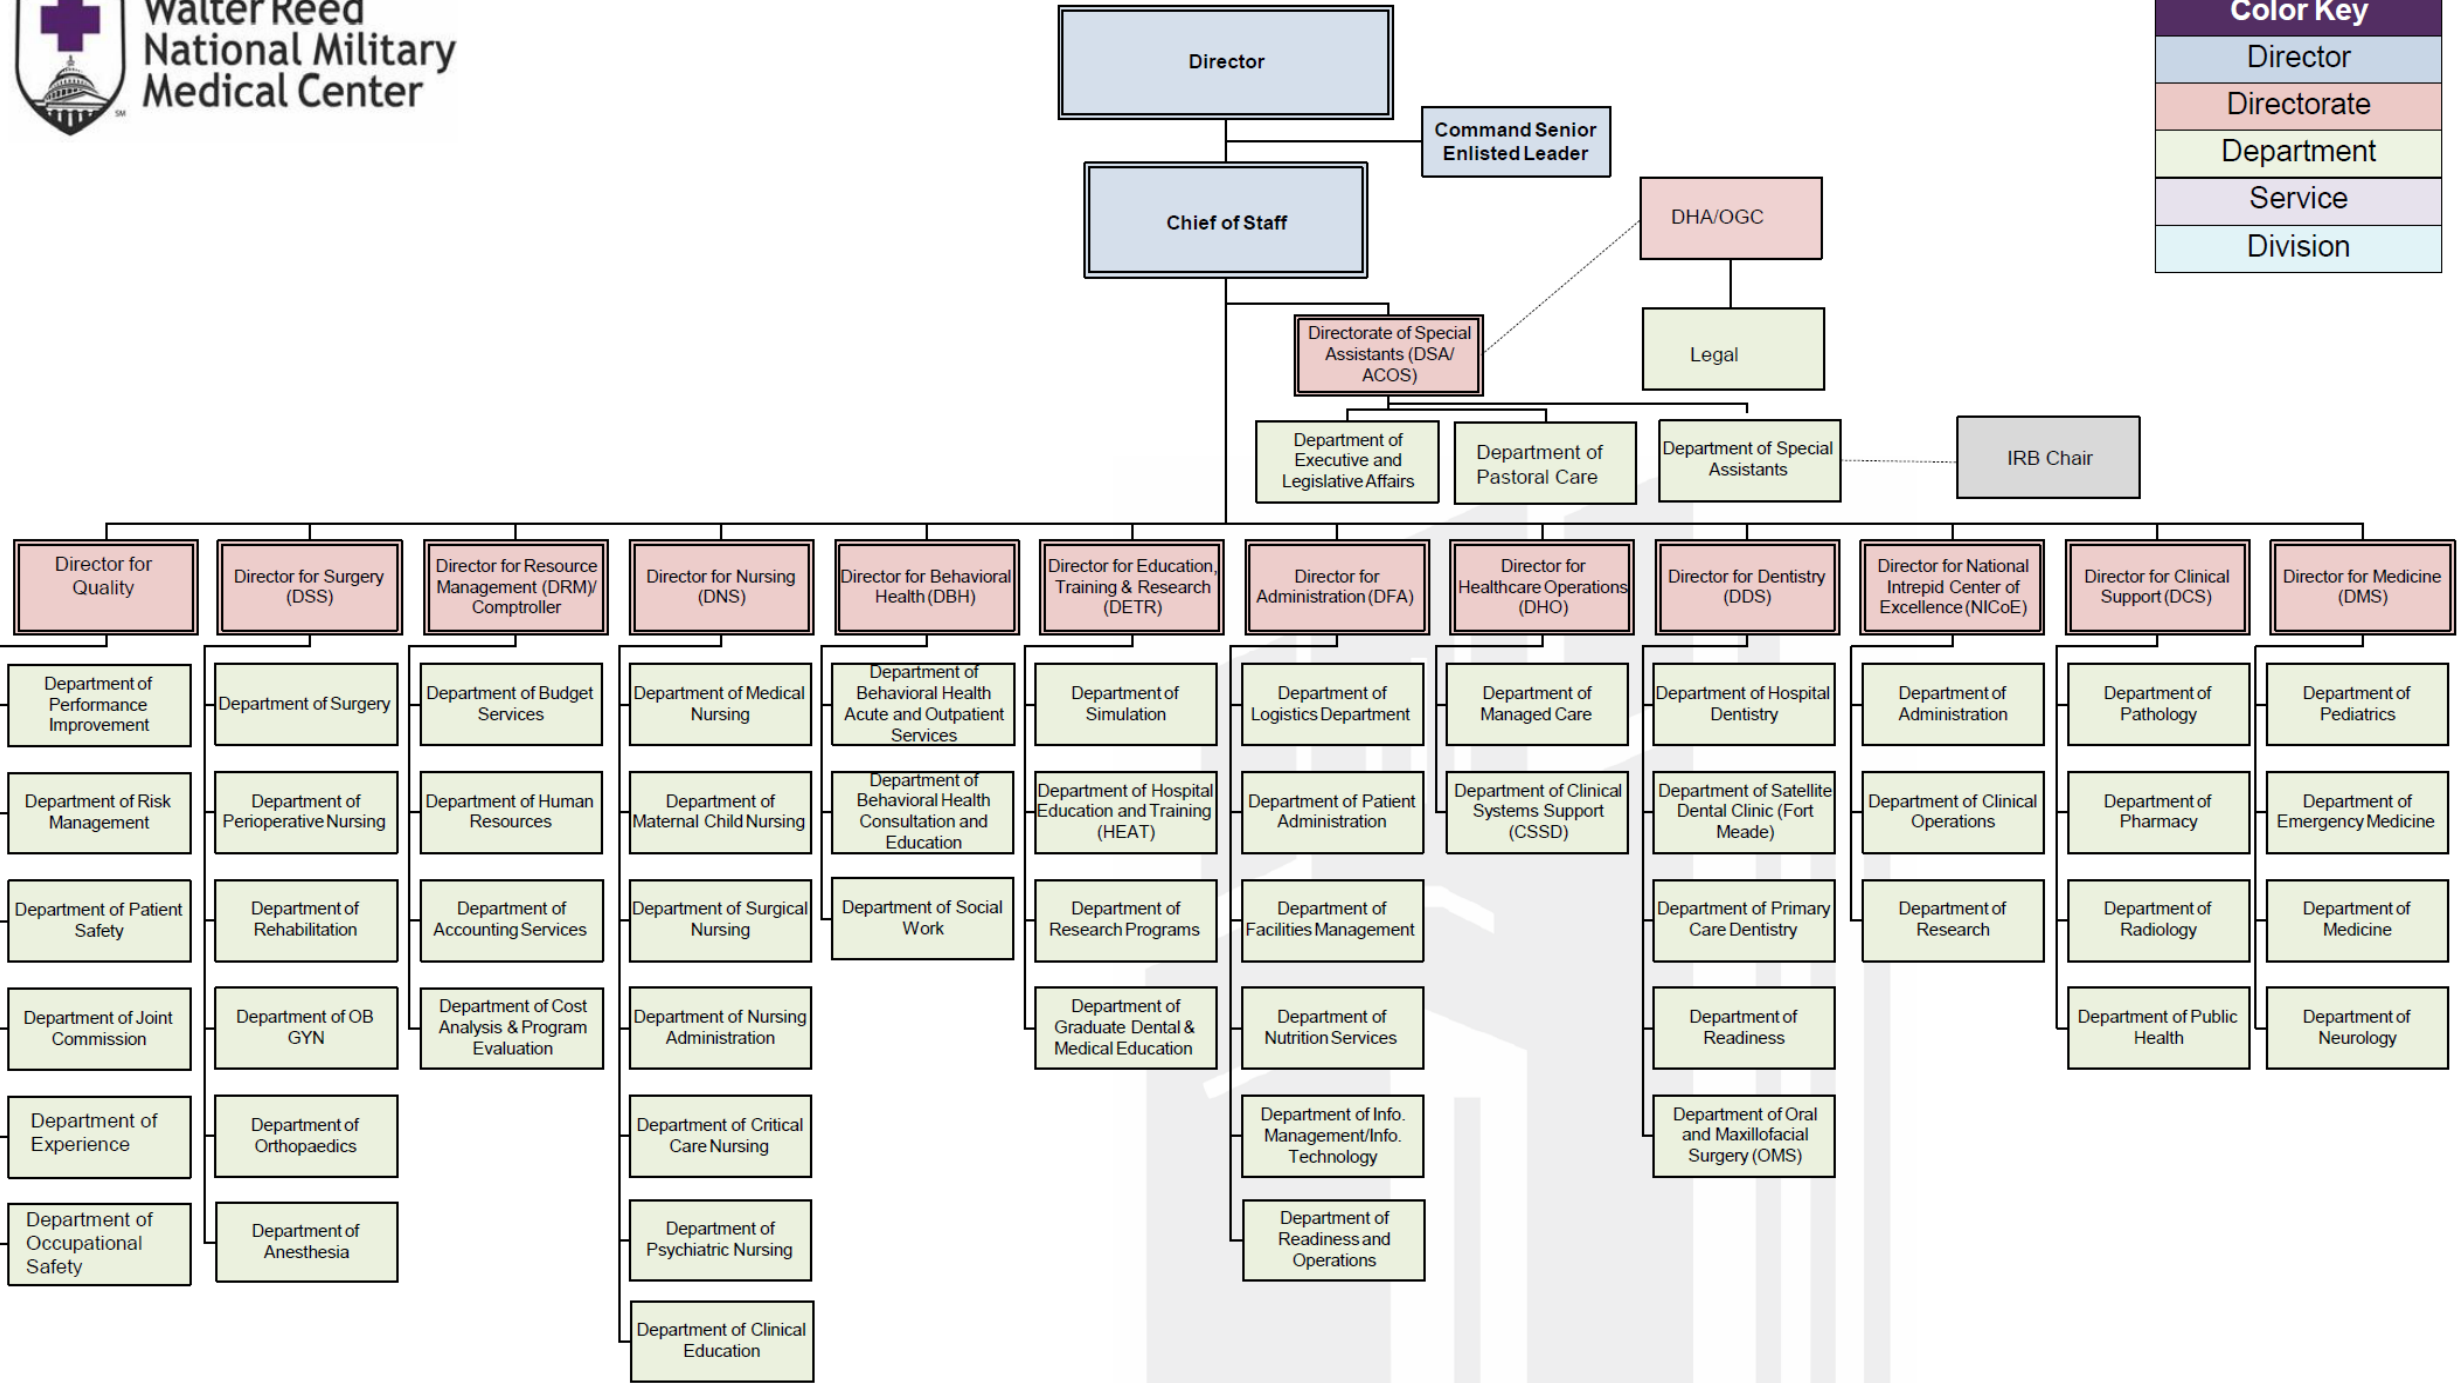 Walter Reed
National Military
Medical Center
SM
Color Key
Director
Directorate
Department
Service
Division
Director
Command Senior
Enlisted Leader
Chief of Staff
DHA/OGC
Legal
Directorate of Special
Assistants (DSA/
ACOS)
Department of
Executive and
Legislative Affairs
Department of
Pastoral Care
Department of Special
Assistants
IRB Chair
Director for
Quality
Department of
Performance
Improvement
Department of Risk
Management
Department of Patient
Safety
Department of Joint
Commission
Department of
Experience
Department of
Occupational
Safety
Director for Surgery
(DSS)
Department of Surgery
Department of
Perioperative Nursing
Department of
Rehabilitation
Department of OB
GYN
Department of
Orthopaedics
Department of
Anesthesia
Director for Resource
Management (DRM)/
Comptroller
Department of Budget
Services
Department of Human
Resources
Department of
Accounting Services
Department of Cost
Analysis & Program
Evaluation
Director for Nursing
(DNS)
Department of Medical
Nursing
Department of
Maternal Child Nursing
Department of Surgical
Nursing
Department of Nursing
Administration
Department of Critical
Care Nursing
Department of
Psychiatric Nursing
Department of Clinical
Education
Director for Behavioral
Health (DBH)
Department of
Behavioral Health
Acute and Outpatient
Services
Department of
Behavioral Health
Consultation and
Education
Department of Social
Work
Director for Education,
Training & Research
(DETR)
Department of
Simulation
Department of Hospital
Education and Training
(HEAT)
Department of
Research Programs
Department of
Graduate Dental &
Medical Education
Director for
Administration (DFA)
Department of
Logistics Department
Department of Patient
Administration
Department of
Facilities Management
Department of
Nutrition Services
Department of Info.
Management/Info.
Technology
Department of
Readiness and
Operations
Director for
Healthcare Operations
(DHO)
Department of
Managed Care
Department of Clinical
Systems Support
(CSSD)
Director for Dentistry
(DDS)
Department of Hospital
Dentistry
Department of Satellite
Dental Clinic (Fort
Meade)
Department of Primary
Care Dentistry
Department of
Readiness
Department of Oral
and Maxillofacial
Surgery (OMS)
Director for National
Intrepid Center of
Excellence (NICoE)
Department of
Administration
Department of Clinical
Operations
Department of
Research
Director for Clinical
Support (DCS)
Department of
Pathology
Department of
Pharmacy
Department of
Radiology
Department of Public
Health
Director for Medicine
(DMS)
Department of
Pediatrics
Department of
Emergency Medicine
Department of
Medicine
Department of
Neurology